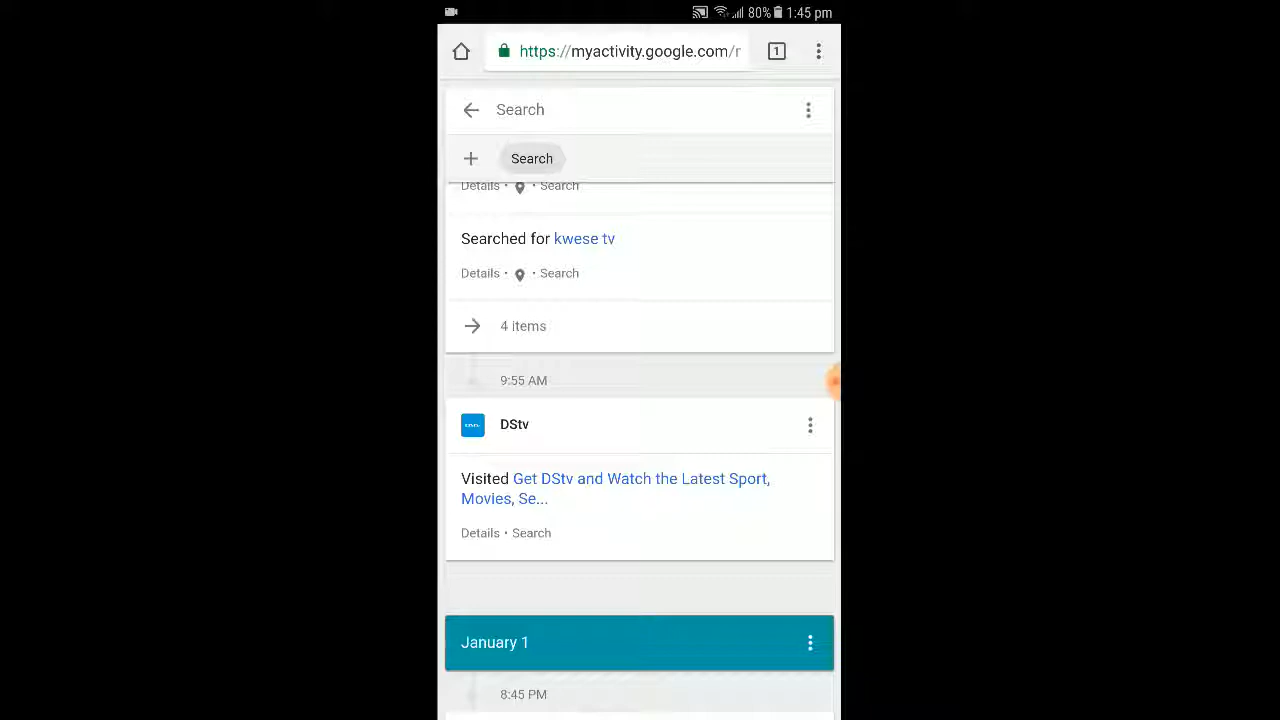 80% 1:45 pm
https://myactivity.google.com/r
1
Search
Search
Details • • Search
Searched for kwese tv
Details • • Search
4 items
9:55 AM
DStv
Visited Get DStv and Watch the Latest Sport,
Movies, Se...
Details • Search
January 1
8:45 PM